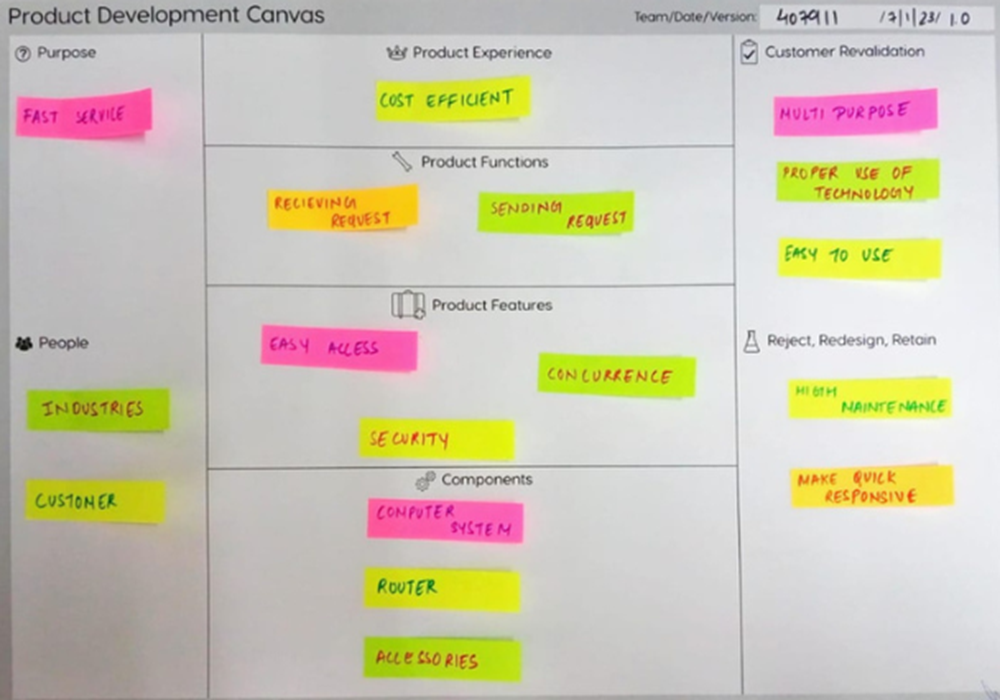 Product Development Canvas
Team/Date/Version: 407911 17/1/23/ 1.0
Purpose
FAST SERVICE
People
INDUSTRIES
CUSTOMER
Product Experience
COST EFFICIENT
Product Functions
RECIEVING
REQUEST
SENDING
REQUEST
Product Features
EASY ACCESS
CONCURRENCE
SECURITY
Components
COMPUTER
SYSTEM
ROUTER
ACCESSORIES
Customer Revalidation
MULTI PURPOSE
PROPER USE OF
TECHNOLOGY
EASY TO USE
Reject, Redesign, Retain
HIGH
MAINTENANCE
MAKE QUICK
RESPONSIVE